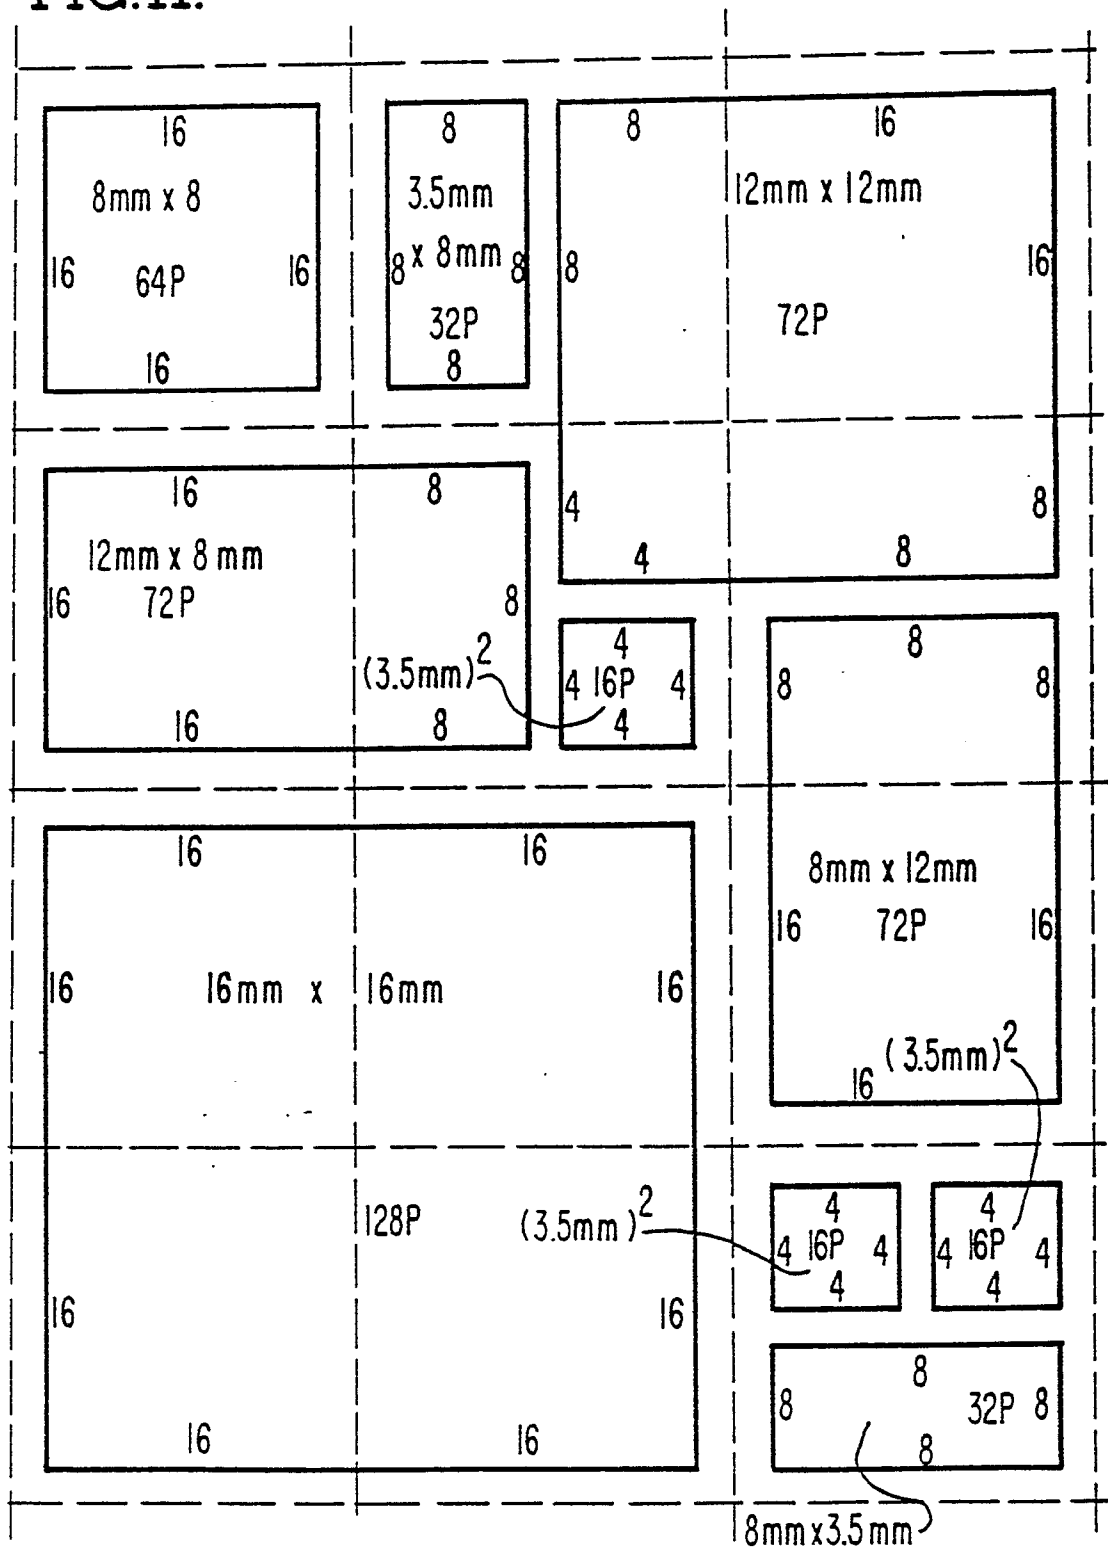 FIG.11.
16
8mm x 8
16 64P 16
16
8
3.5mm
x 8mm
8 8
32P
8
8 16
12mm x 12mm
8 16
72P
4 8
4 8
16 8
12mm x 8mm
16 72P 8
16 8
(3.5mm)2
4
4 16P 4
4
8
8 8
8mm x 12mm
16 72P 16
16
(3.5mm)2
16 16
16 16mm x 16mm 16
128P
16 16
16 16
(3.5mm)2
4
4 16P 4
4
4
4 16P 4
4
8
8 32P 8
8
8mm x 3.5mm